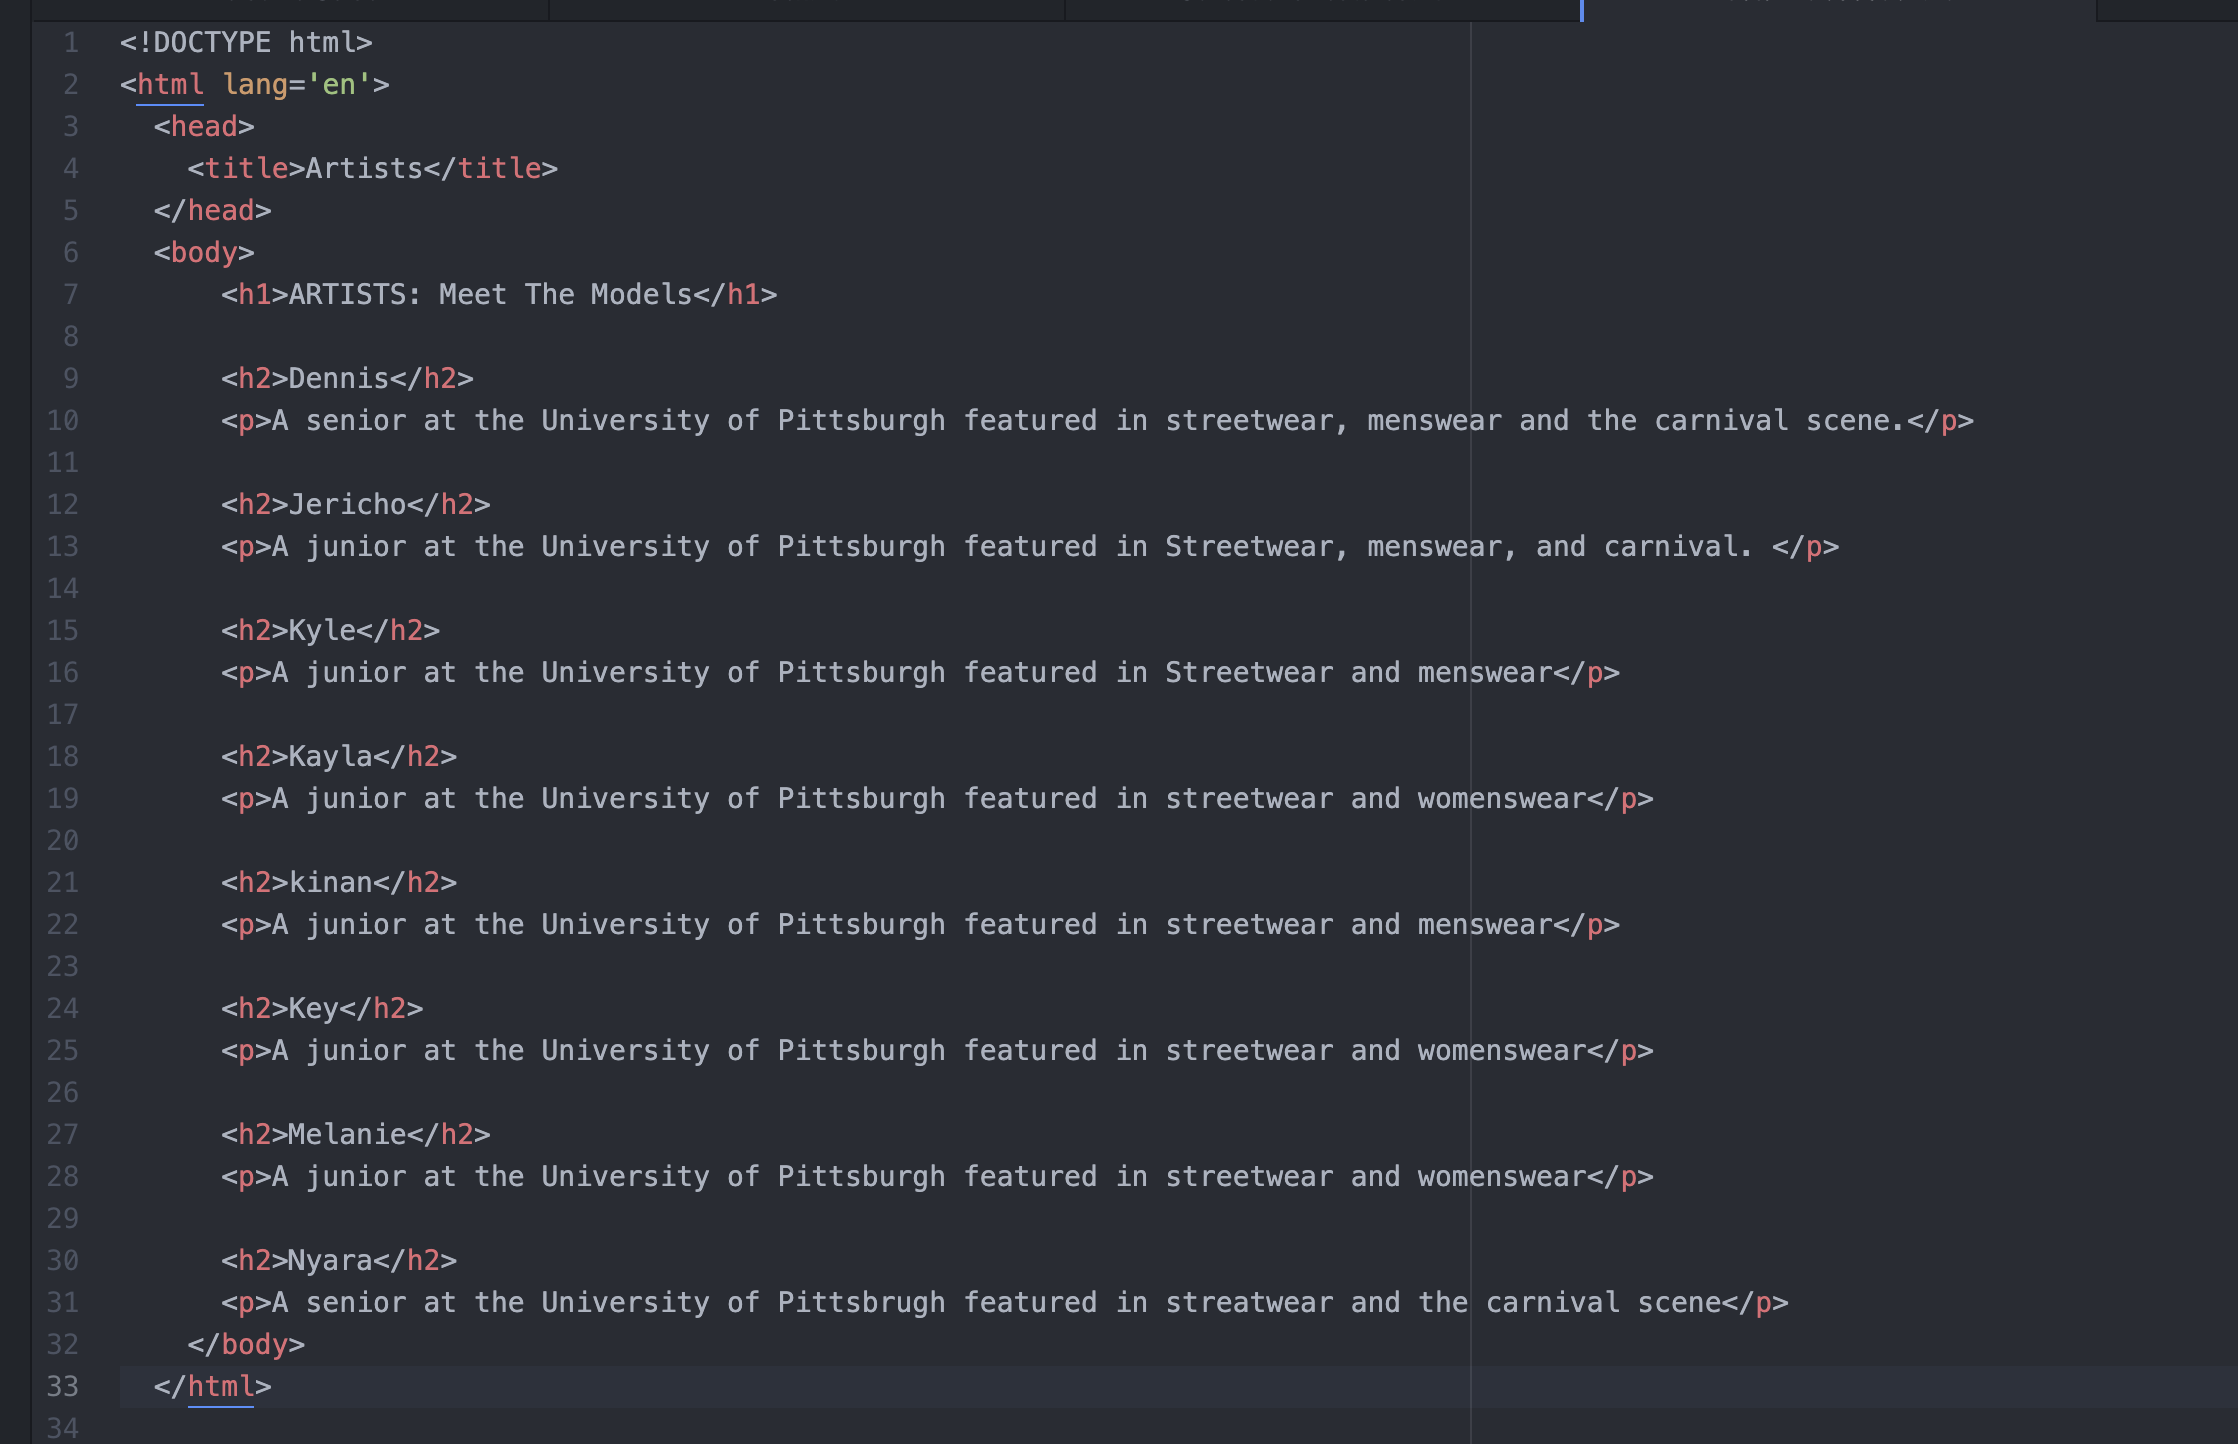 1 <!DOCTYPE html>
2 <html lang='en'>
3   <head>
4     <title>Artists</title>
5   </head>
6   <body>
7       <h1>ARTISTS: Meet The Models</h1>
8
9       <h2>Dennis</h2>
10       <p>A senior at the University of Pittsburgh featured in streetwear, menswear and the carnival scene.</p>
11
12       <h2>Jericho</h2>
13       <p>A junior at the University of Pittsburgh featured in Streetwear, menswear, and carnival. </p>
14
15       <h2>Kyle</h2>
16       <p>A junior at the University of Pittsburgh featured in Streetwear and menswear</p>
17
18       <h2>Kayla</h2>
19       <p>A junior at the University of Pittsburgh featured in streetwear and womenswear</p>
20
21       <h2>kinan</h2>
22       <p>A junior at the University of Pittsburgh featured in streetwear and menswear</p>
23
24       <h2>Key</h2>
25       <p>A junior at the University of Pittsburgh featured in streetwear and womenswear</p>
26
27       <h2>Melanie</h2>
28       <p>A junior at the University of Pittsburgh featured in streetwear and womenswear</p>
29
30       <h2>Nyara</h2>
31       <p>A senior at the University of Pittsbrugh featured in streatwear and the carnival scene</p>
32     </body>
33   </html>
34